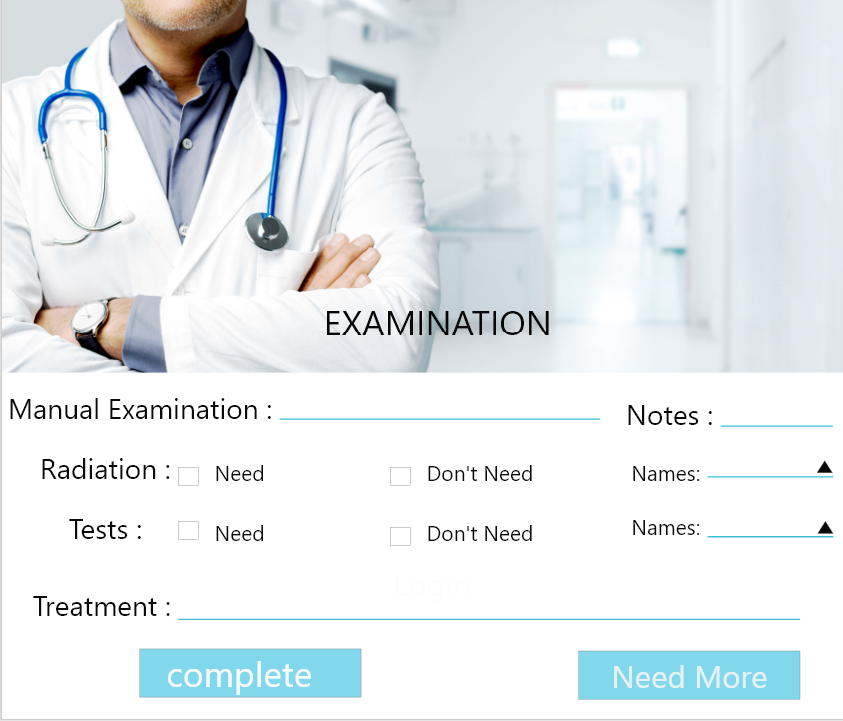 EXAMINATION
Manual Examination : Notes :
Radiation : Need Don't Need Names:
Tests : Need Don't Need Names:
Login
Treatment :
complete Need More